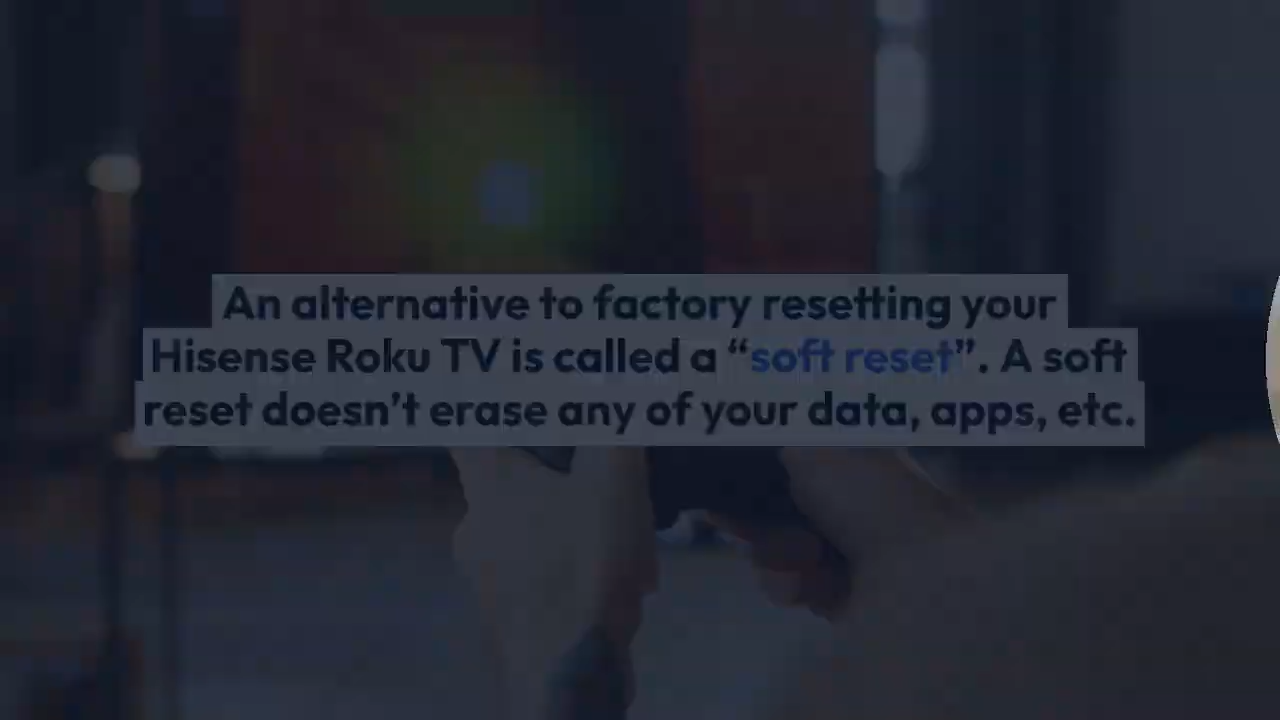 An alternative to factory resetting your
Hisense Roku TV is called a “soft reset”. A soft
reset doesn’t erase any of your data, apps, etc.